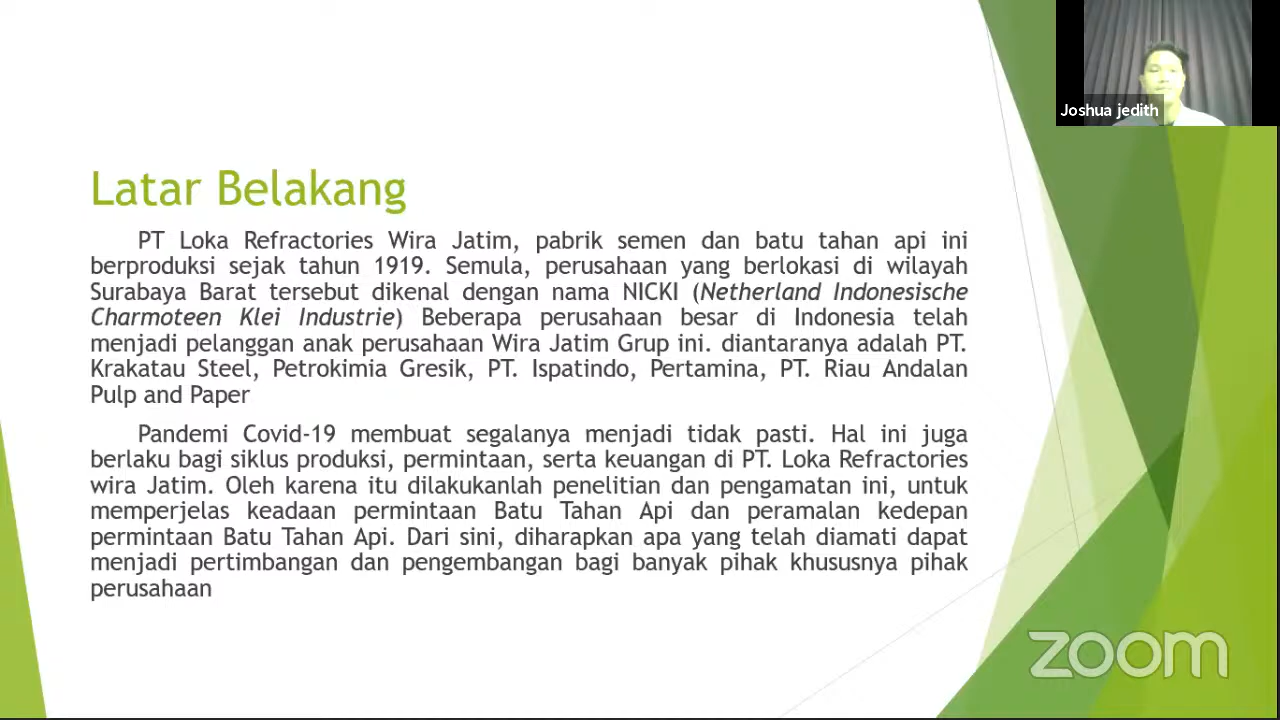 Joshua jedith
Latar Belakang
PT Loka Refractories Wira Jatim, pabrik semen dan batu tahan api ini
berproduksi sejak tahun 1919. Semula, perusahaan yang berlokasi di wilayah
Surabaya Barat tersebut dikenal dengan nama NICKI (Netherland Indonesische
Charmoteen Klei Industrie) Beberapa perusahaan besar di Indonesia telah
menjadi pelanggan anak perusahaan Wira Jatim Grup ini. diantaranya adalah PT.
Krakatau Steel, Petrokimia Gresik, PT. Ispatindo, Pertamina, PT. Riau Andalan
Pulp and Paper
Pandemi Covid-19 membuat segalanya menjadi tidak pasti. Hal ini juga
berlaku bagi siklus produksi, permintaan, serta keuangan di PT. Loka Refractories
wira Jatim. Oleh karena itu dilakukanlah penelitian dan pengamatan ini, untuk
memperjelas keadaan permintaan Batu Tahan Api dan peramalan kedepan
permintaan Batu Tahan Api. Dari sini, diharapkan apa yang telah diamati dapat
menjadi pertimbangan dan pengembangan bagi banyak pihak khususnya pihak
perusahaan
zoom